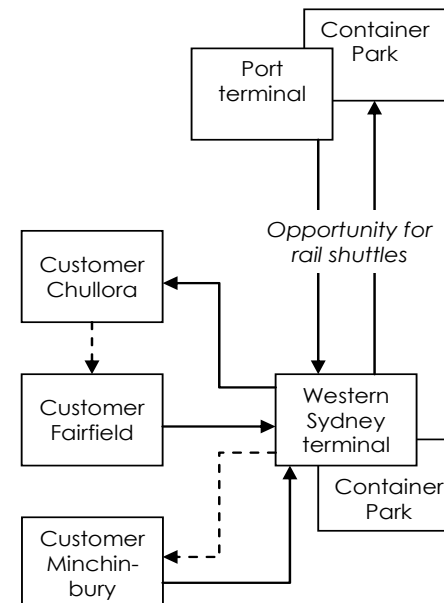 Container
Park
Port
terminal
Opportunity for
rail shuttles
Customer
Chullora
Customer
Fairfield
Western
Sydney
terminal
Container
Park
Customer
Minchin-
bury